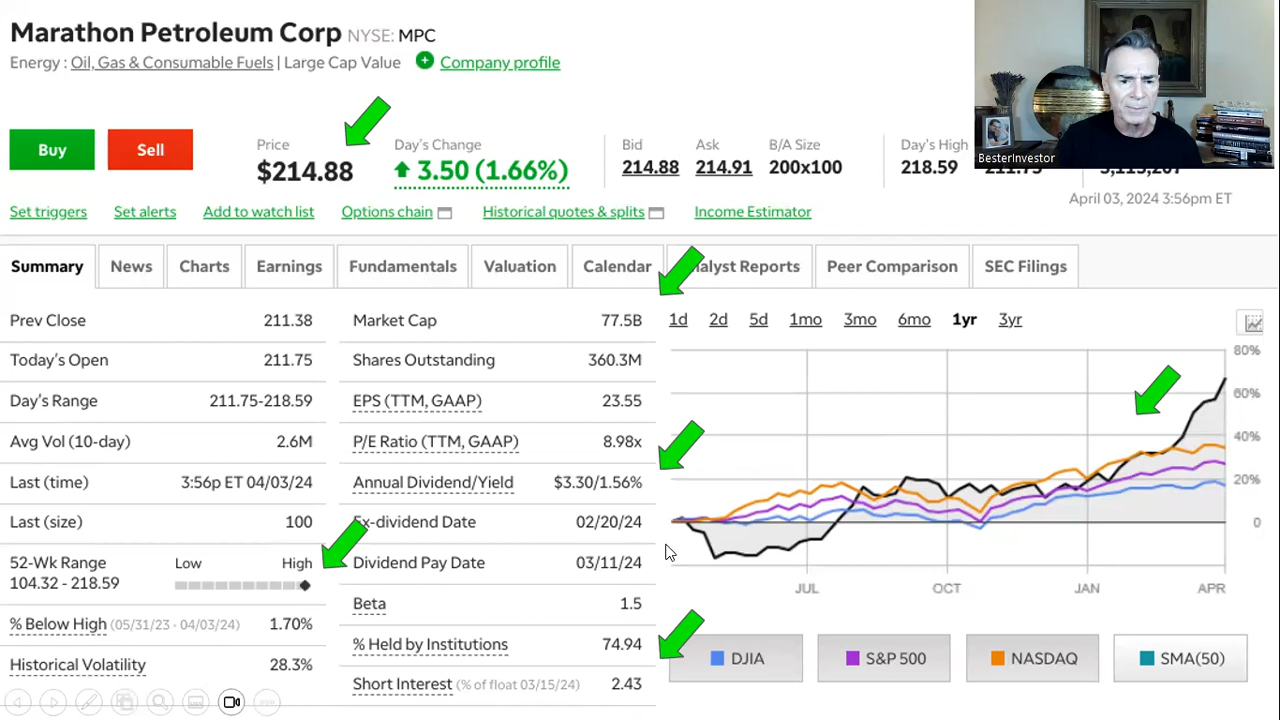 Marathon Petroleum Corp NYSE: MPC
Energy : Oil, Gas & Consumable Fuels | Large Cap Value + Company profile
BesterInvestor
Buy Sell
Price
$214.88
Day's Change
3.50 (1.66%)
Bid
214.88
Ask
214.91
B/A Size
200x100
Day's High
218.59
April 03, 2024 3:56pm ET
Set triggers Set alerts Add to watch list Options chain Historical quotes & splits Income Estimator
Summary News Charts Earnings Fundamentals Valuation Calendar Reports Peer Comparison SEC Filings
Prev Close 211.38
Today's Open 211.75
Day's Range 211.75-218.59
Avg Vol (10-day) 2.6M
Last (time) 3:56p ET 04/03/24
Last (size) 100
52-Wk Range Low High
104.32 - 218.59
% Below High (05/31/23 - 04/03/24) 1.70%
Historical Volatility 28.3%
Market Cap 77.5B
Shares Outstanding 360.3M
EPS (TTM, GAAP) 23.55
P/E Ratio (TTM, GAAP) 8.98x
Annual Dividend/Yield $3.30/1.56%
Ex-dividend Date 02/20/24
Dividend Pay Date 03/11/24
Beta 1.5
% Held by Institutions 74.94
Short Interest (% of float 03/15/24) 2.43
1d 2d 5d 1mo 3mo 6mo 1yr 3yr
80%
60%
40%
20%
0
JUL OCT JAN APR
DJIA S&P 500 NASDAQ SMA(50)